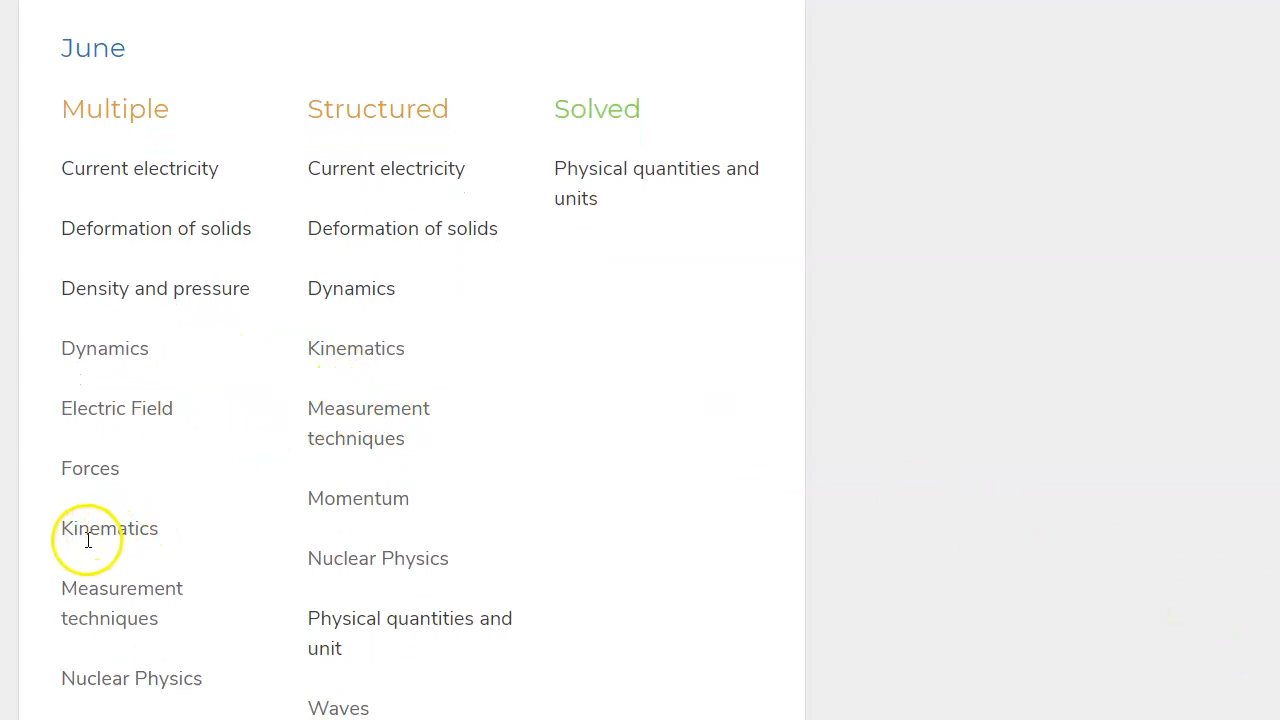 June
Multiple
Current electricity
Deformation of solids
Density and pressure
Dynamics
Electric Field
Forces
Kinematics
Measurement
techniques
Nuclear Physics
Structured
Current electricity
Deformation of solids
Dynamics
Kinematics
Measurement
techniques
Momentum
Nuclear Physics
Physical quantities and
unit
Waves
Solved
Physical quantities and
units